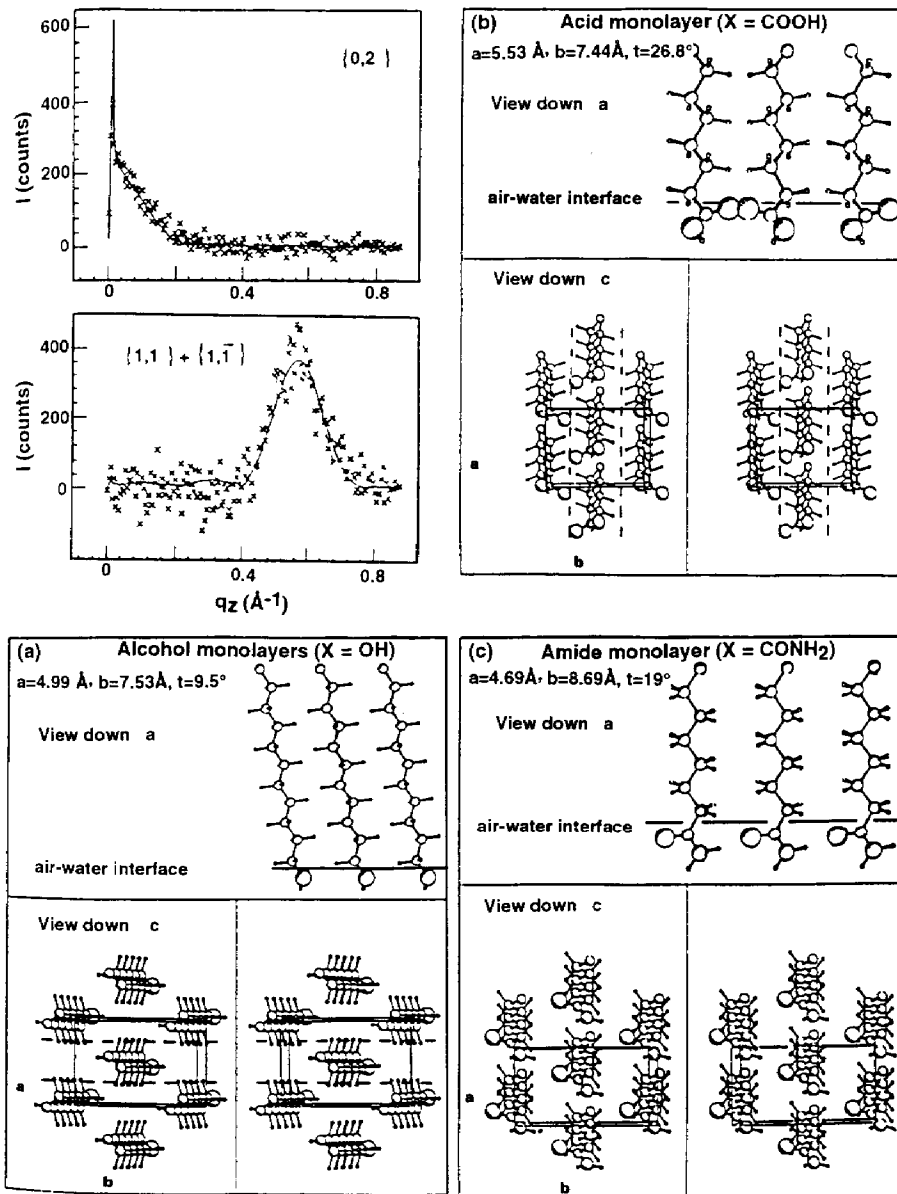 600
400
200
0
I (counts)
{0,2 }
0
0.4
0.8
400
200
0
I (counts)
{1,1 } + {1,1̄ }
0
0.4
0.8
qz (Å-1)
(b) Acid monolayer (X = COOH)
a=5.53 Å, b=7.44Å, t=26.8°
View down a
air-water interface
View down c
a
b
(a) Alcohol monolayers (X = OH)
a=4.99 Å, b=7.53Å, t=9.5°
View down a
air-water interface
View down c
a
b
(c) Amide monolayer (X = CONH2)
a=4.69Å, b=8.69Å, t=19°
View down a
air-water interface
View down c
a
b